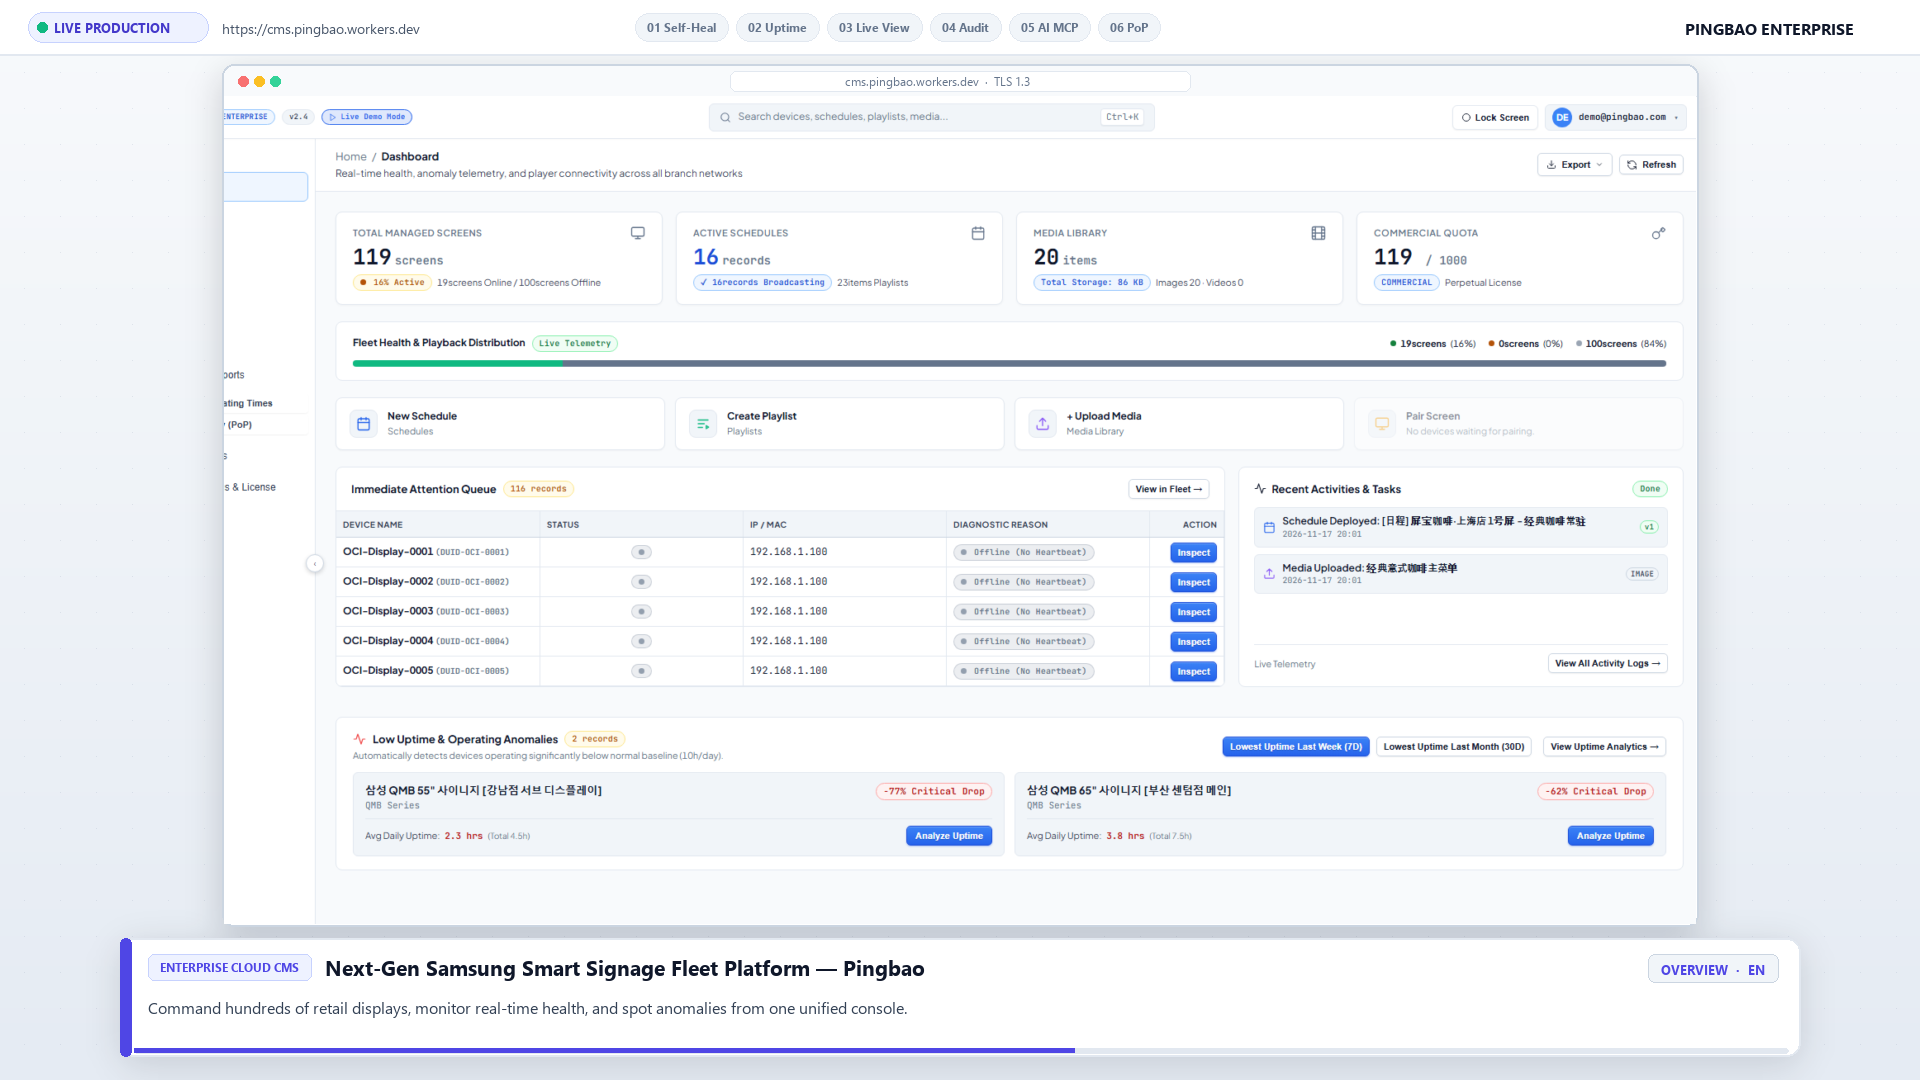 LIVE PRODUCTION
https://cms.pingbao.workers.dev
01 Self-Heal
02 Uptime
03 Live View
04 Audit
05 AI MCP
06 PoP
PINGBAO ENTERPRISE
cms.pingbao.workers.dev · TLS 1.3
ENTERPRISE
v2.4
Live Demo Mode
Search devices, schedules, playlists, media...
Ctrl+K
Lock Screen
DE
demo@pingbao.com
Home / Dashboard
Real-time health, anomaly telemetry, and player connectivity across all branch networks
Export
Refresh
TOTAL MANAGED SCREENS
119 screens
16% Active
19screens Online / 100screens Offline
ACTIVE SCHEDULES
16 records
✓ 16records Broadcasting
23items Playlists
MEDIA LIBRARY
20 items
Total Storage: 86 KB
Images 20 · Videos 0
COMMERCIAL QUOTA
119 / 1000
COMMERCIAL
Perpetual License
Fleet Health & Playback Distribution
Live Telemetry
19screens (16%)
0screens (0%)
100screens (84%)
New Schedule
Schedules
Create Playlist
Playlists
+ Upload Media
Media Library
Pair Screen
No devices waiting for pairing.
ports
ating Times
(PoP)
s
s & License
Immediate Attention Queue
116 records
View in Fleet →
DEVICE NAME STATUS IP / MAC DIAGNOSTIC REASON ACTION
OCI-Display-0001 (DUID-OCI-0001) 192.168.1.100 Offline (No Heartbeat) Inspect
OCI-Display-0002 (DUID-OCI-0002) 192.168.1.100 Offline (No Heartbeat) Inspect
OCI-Display-0003 (DUID-OCI-0003) 192.168.1.100 Offline (No Heartbeat) Inspect
OCI-Display-0004 (DUID-OCI-0004) 192.168.1.100 Offline (No Heartbeat) Inspect
OCI-Display-0005 (DUID-OCI-0005) 192.168.1.100 Offline (No Heartbeat) Inspect
Recent Activities & Tasks
Done
Schedule Deployed: [日程] 屏宝咖啡·上海店 1号屏 - 经典咖啡常驻
2026-11-17 20:01
v1
Media Uploaded: 经典意式咖啡主菜单
2026-11-17 20:01
IMAGE
Live Telemetry
View All Activity Logs →
Low Uptime & Operating Anomalies
2 records
Automatically detects devices operating significantly below normal baseline (10h/day).
Lowest Uptime Last Week (7D)
Lowest Uptime Last Month (30D)
View Uptime Analytics →
삼성 QMB 55" 사이니지 [강남점 서브 디스플레이]
QMB Series
-77% Critical Drop
Avg Daily Uptime: 2.3 hrs (Total 4.5h)
Analyze Uptime
삼성 QMB 65" 사이니지 [부산 센텀점 메인]
QMB Series
-62% Critical Drop
Avg Daily Uptime: 3.8 hrs (Total 7.5h)
Analyze Uptime
ENTERPRISE CLOUD CMS
Next-Gen Samsung Smart Signage Fleet Platform — Pingbao
OVERVIEW · EN
Command hundreds of retail displays, monitor real-time health, and spot anomalies from one unified console.